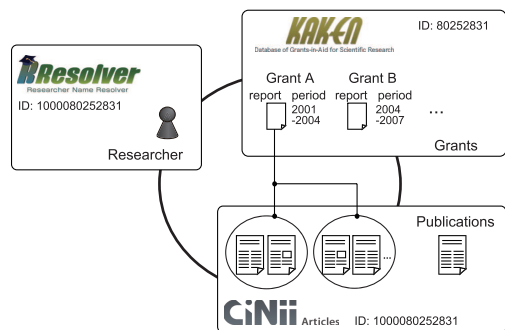 RResolver
Researcher Name Resolver
ID: 1000080252831
Researcher
KAKEN
Database of Grants-in-Aid for Scientific Research
ID: 80252831
Grant A
report period
2001
-2004
Grant B
report period
2004
-2007
...
Grants
...
Publications
CiNii Articles
ID: 1000080252831